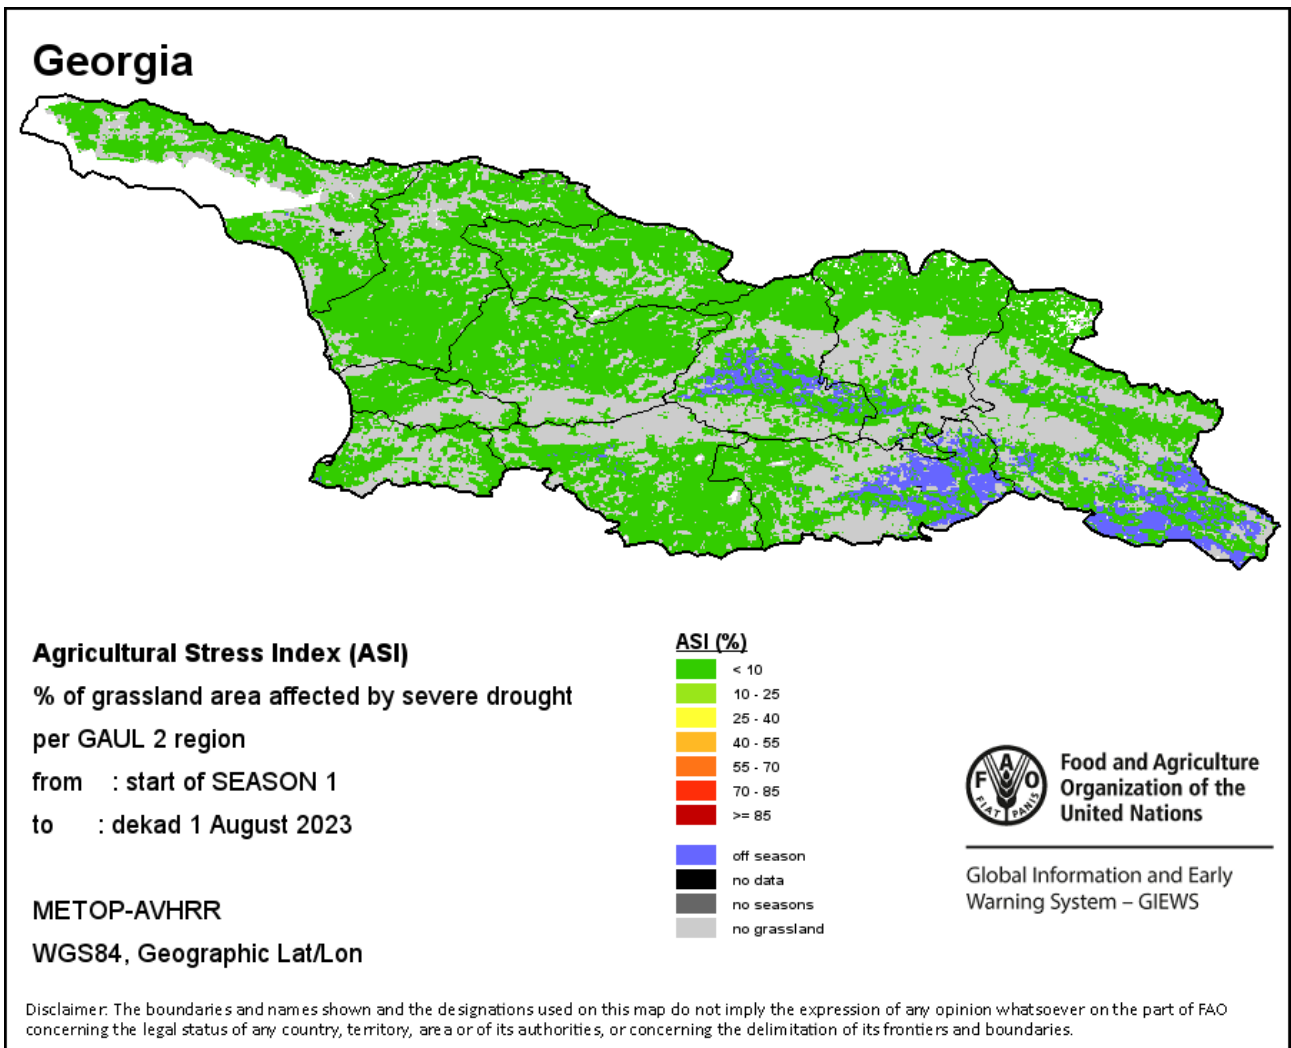 Georgia
Agricultural Stress Index (ASI)
% of grassland area affected by severe drought
per GAUL 2 region
from : start of SEASON 1
to : dekad 1 August 2023
METOP-AVHRR
WGS84, Geographic Lat/Lon
ASI (%)
< 10
10 - 25
25 - 40
40 - 55
55 - 70
70 - 85
>= 85
off season
no data
no seasons
no grassland
F A O
FIAT PANIS
Food and Agriculture
Organization of the
United Nations
Global Information and Early
Warning System – GIEWS
Disclaimer: The boundaries and names shown and the designations used on this map do not imply the expression of any opinion whatsoever on the part of FAO
concerning the legal status of any country, territory, area or of its authorities, or concerning the delimitation of its frontiers and boundaries.